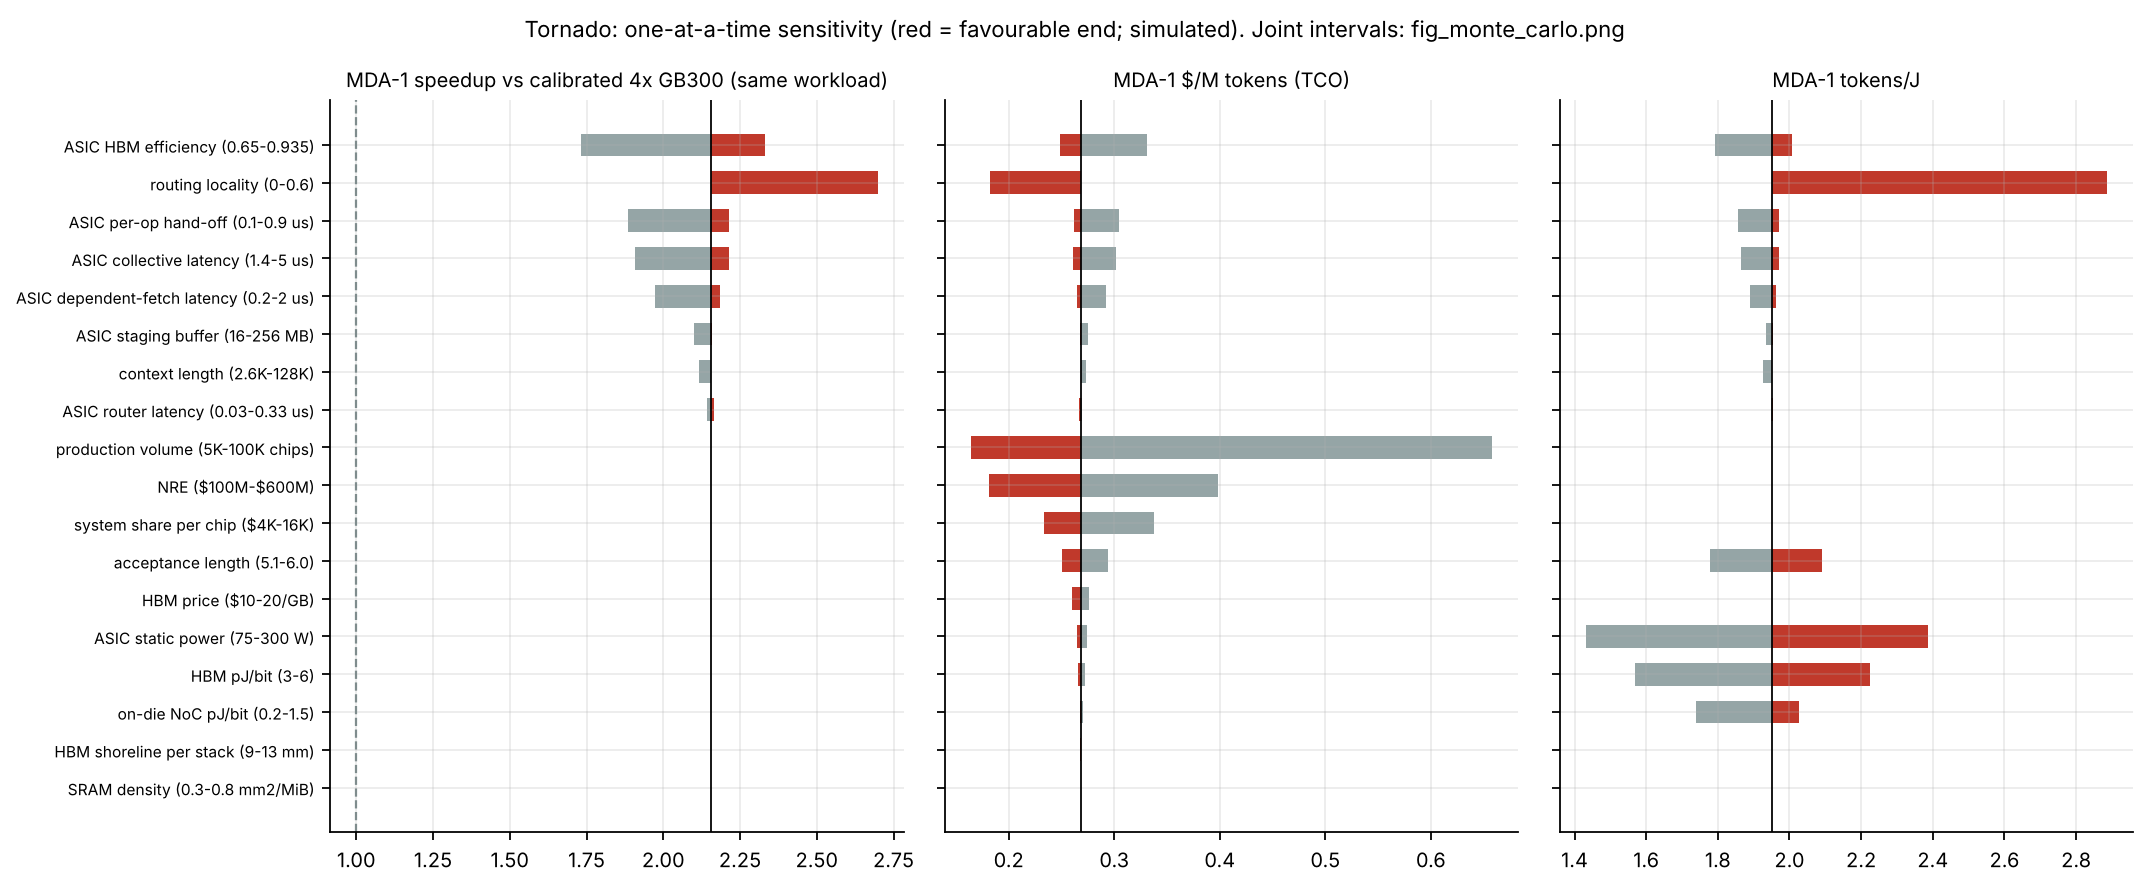 Tornado: one-at-a-time sensitivity (red = favourable end; simulated). Joint intervals: fig_monte_carlo.png
MDA-1 speedup vs calibrated 4x GB300 (same workload)
MDA-1 $/M tokens (TCO)
MDA-1 tokens/J
ASIC HBM efficiency (0.65-0.935)
routing locality (0-0.6)
ASIC per-op hand-off (0.1-0.9 us)
ASIC collective latency (1.4-5 us)
ASIC dependent-fetch latency (0.2-2 us)
ASIC staging buffer (16-256 MB)
context length (2.6K-128K)
ASIC router latency (0.03-0.33 us)
production volume (5K-100K chips)
NRE ($100M-$600M)
system share per chip ($4K-16K)
acceptance length (5.1-6.0)
HBM price ($10-20/GB)
ASIC static power (75-300 W)
HBM pJ/bit (3-6)
on-die NoC pJ/bit (0.2-1.5)
HBM shoreline per stack (9-13 mm)
SRAM density (0.3-0.8 mm2/MiB)
1.00 1.25 1.50 1.75 2.00 2.25 2.50 2.75
0.2 0.3 0.4 0.5 0.6
1.4 1.6 1.8 2.0 2.2 2.4 2.6 2.8